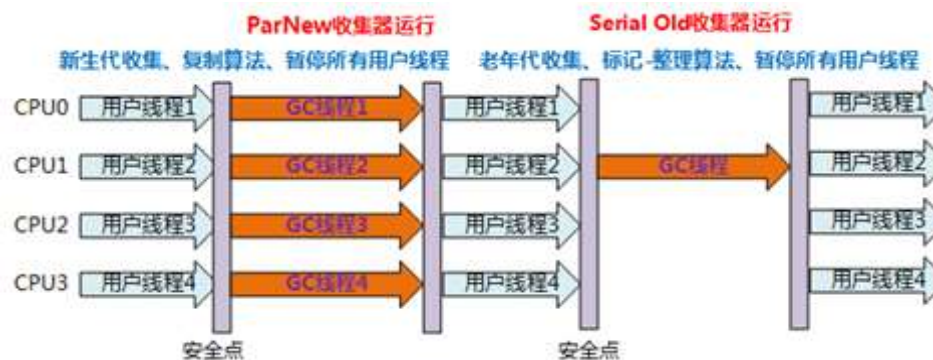 ParNew收集器运行 Serial Old收集器运行
新生代收集、复制算法、暂停所有用户线程 老年代收集、标记-整理算法、暂停所有用户线程
CPU0 用户线程1 GC线程1 用户线程1 用户线程1
CPU1 用户线程2 GC线程2 用户线程2 GC线程 用户线程2
CPU2 用户线程3 GC线程3 用户线程3 用户线程3
CPU3 用户线程4 GC线程4 用户线程4 用户线程4
安全点 安全点